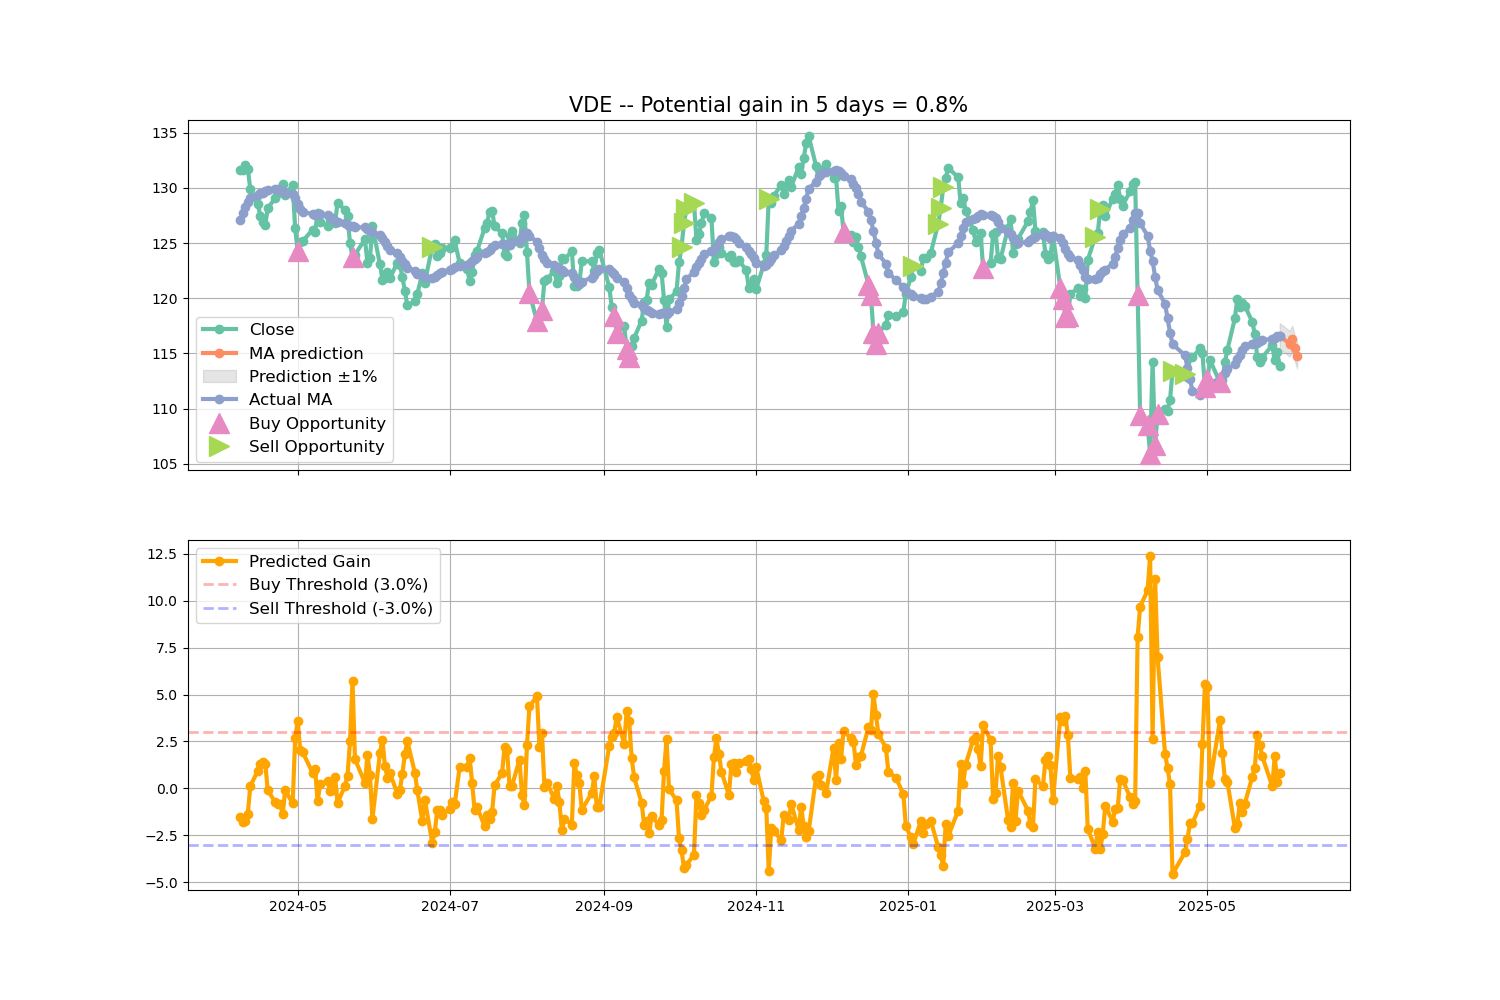 VDE -- Potential gain in 5 days = 0.8%
135
130
125
120
115
110
105
Close
MA prediction
Prediction ±1%
Actual MA
Buy Opportunity
Sell Opportunity
12.5
10.0
7.5
5.0
2.5
0.0
−2.5
−5.0
Predicted Gain
Buy Threshold (3.0%)
Sell Threshold (-3.0%)
2024-05 2024-07 2024-09 2024-11 2025-01 2025-03 2025-05